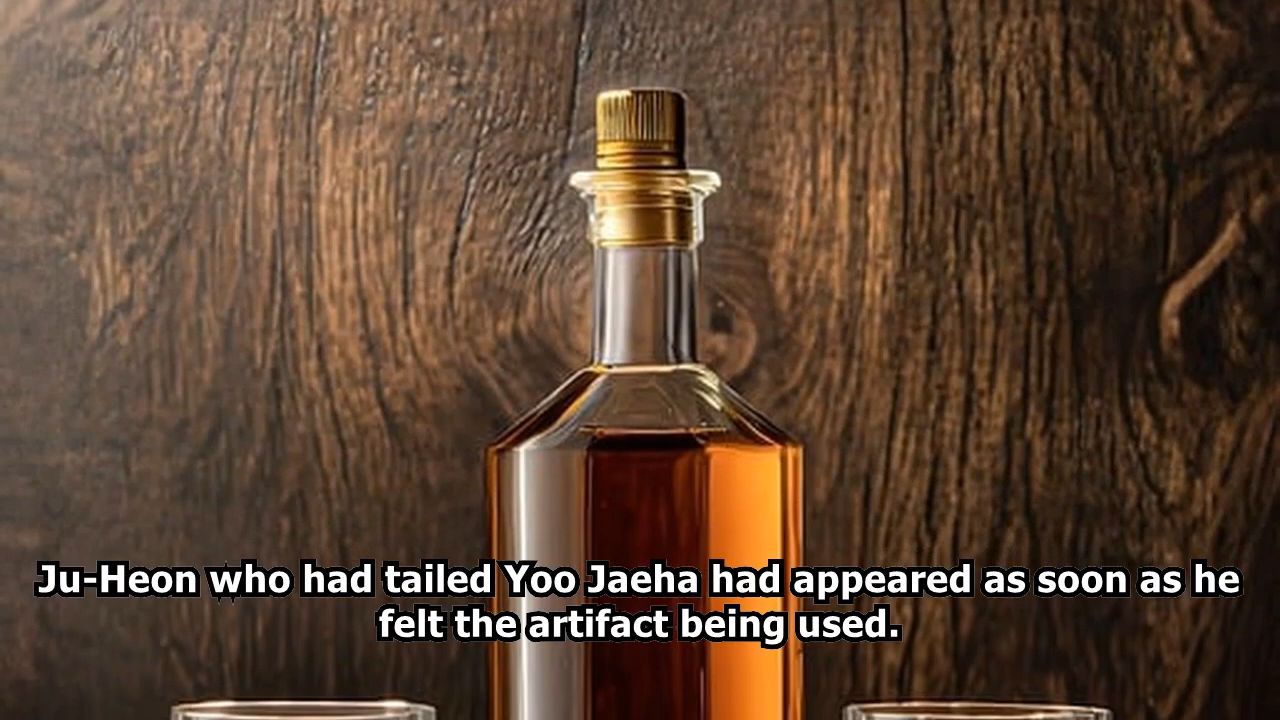 Ju-Heon who had tailed Yoo Jaeha had appeared as soon as he
felt the artifact being used.